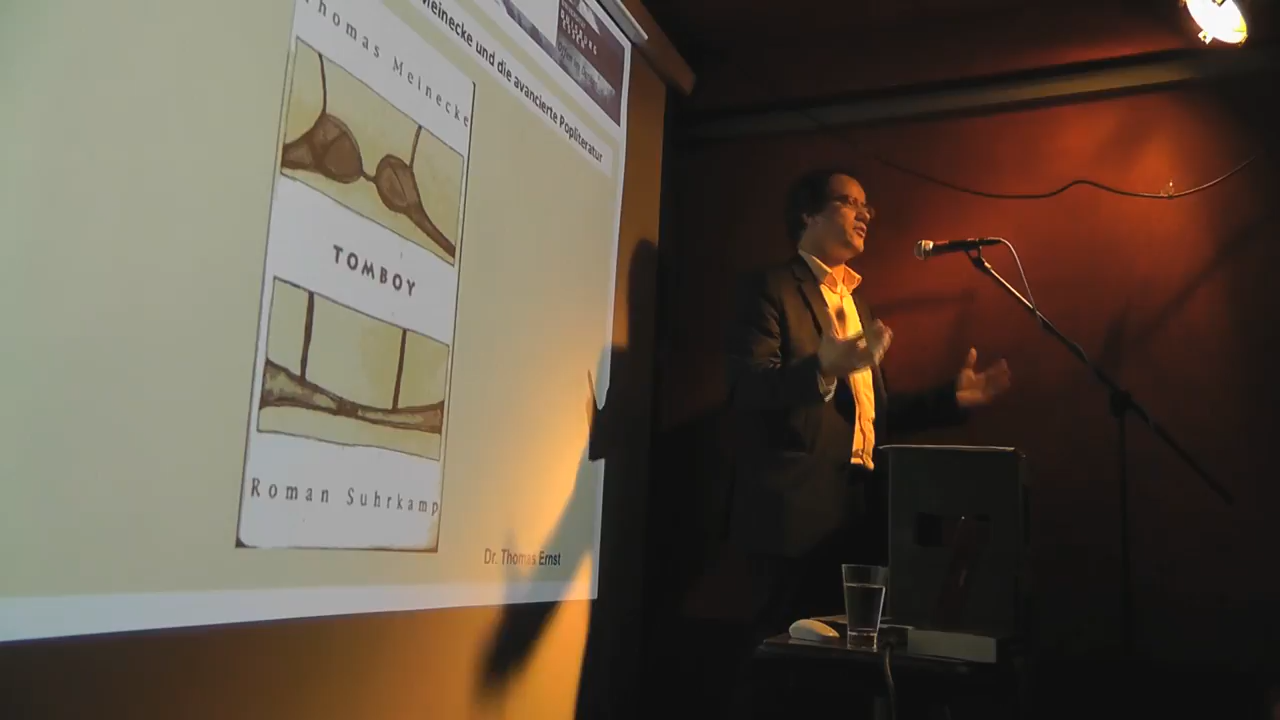 Meinecke und die avancierte Popliteratur
Thomas Meinecke
TOMBOY
Roman Suhrkamp
Dr. Thomas Ernst